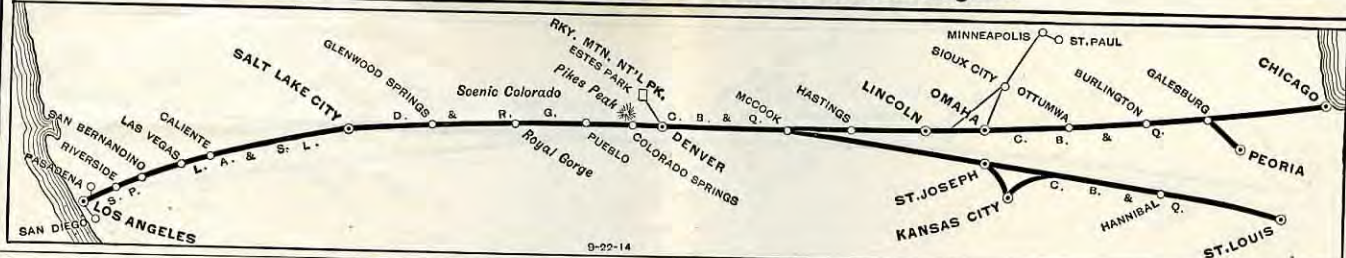 MINNEAPOLIS
ST. PAUL
SIOUX CITY
RKY. MTN. NT'L PK.
ESTES PARK
Pikes Peak
SALT LAKE CITY
GLENWOOD SPRINGS
Scenic Colorado
D. & R. G.
Royal Gorge
PUEBLO
COLORADO SPRINGS
DENVER
C. B. & Q.
MCCOOK
HASTINGS
LINCOLN
OMAHA
OTTUMWA
BURLINGTON
GALESBURG
CHICAGO
C. B. & Q.
PEORIA
SAN BERNARDINO
LAS VEGAS
CALIENTE
RIVERSIDE
PASADENA
L. A. & S. L.
S. P.
LOS ANGELES
SAN DIEGO
ST. JOSEPH
KANSAS CITY
C. B. & Q.
HANNIBAL
ST. LOUIS
9-22-14